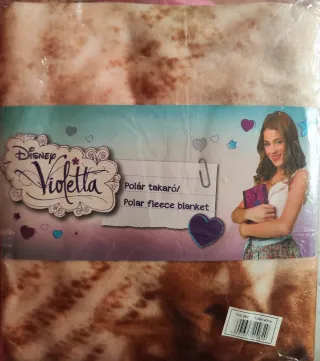 Disney
Violetta
Polár takaró/
Polar fleece blanket